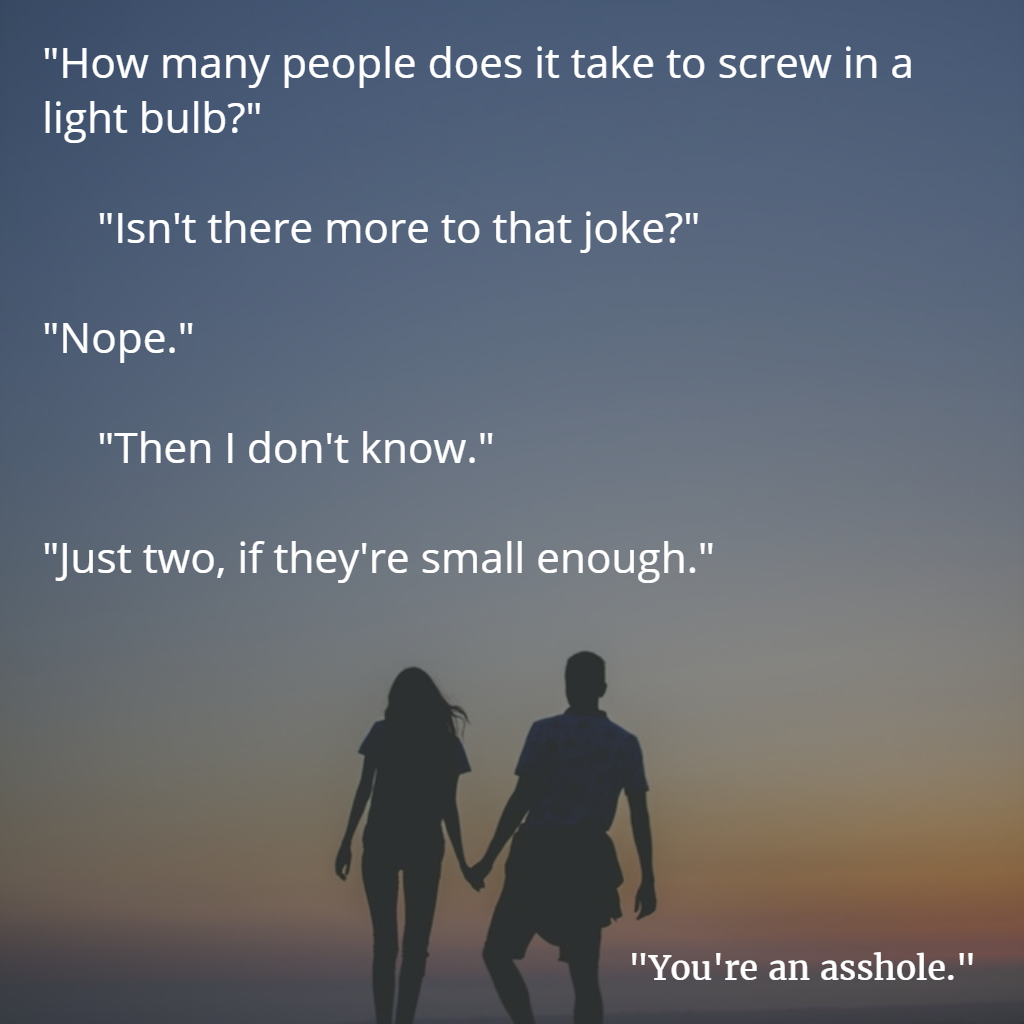 "How many people does it take to screw in a
light bulb?"
"Isn't there more to that joke?"
"Nope."
"Then I don't know."
"Just two, if they're small enough."
"You're an asshole."